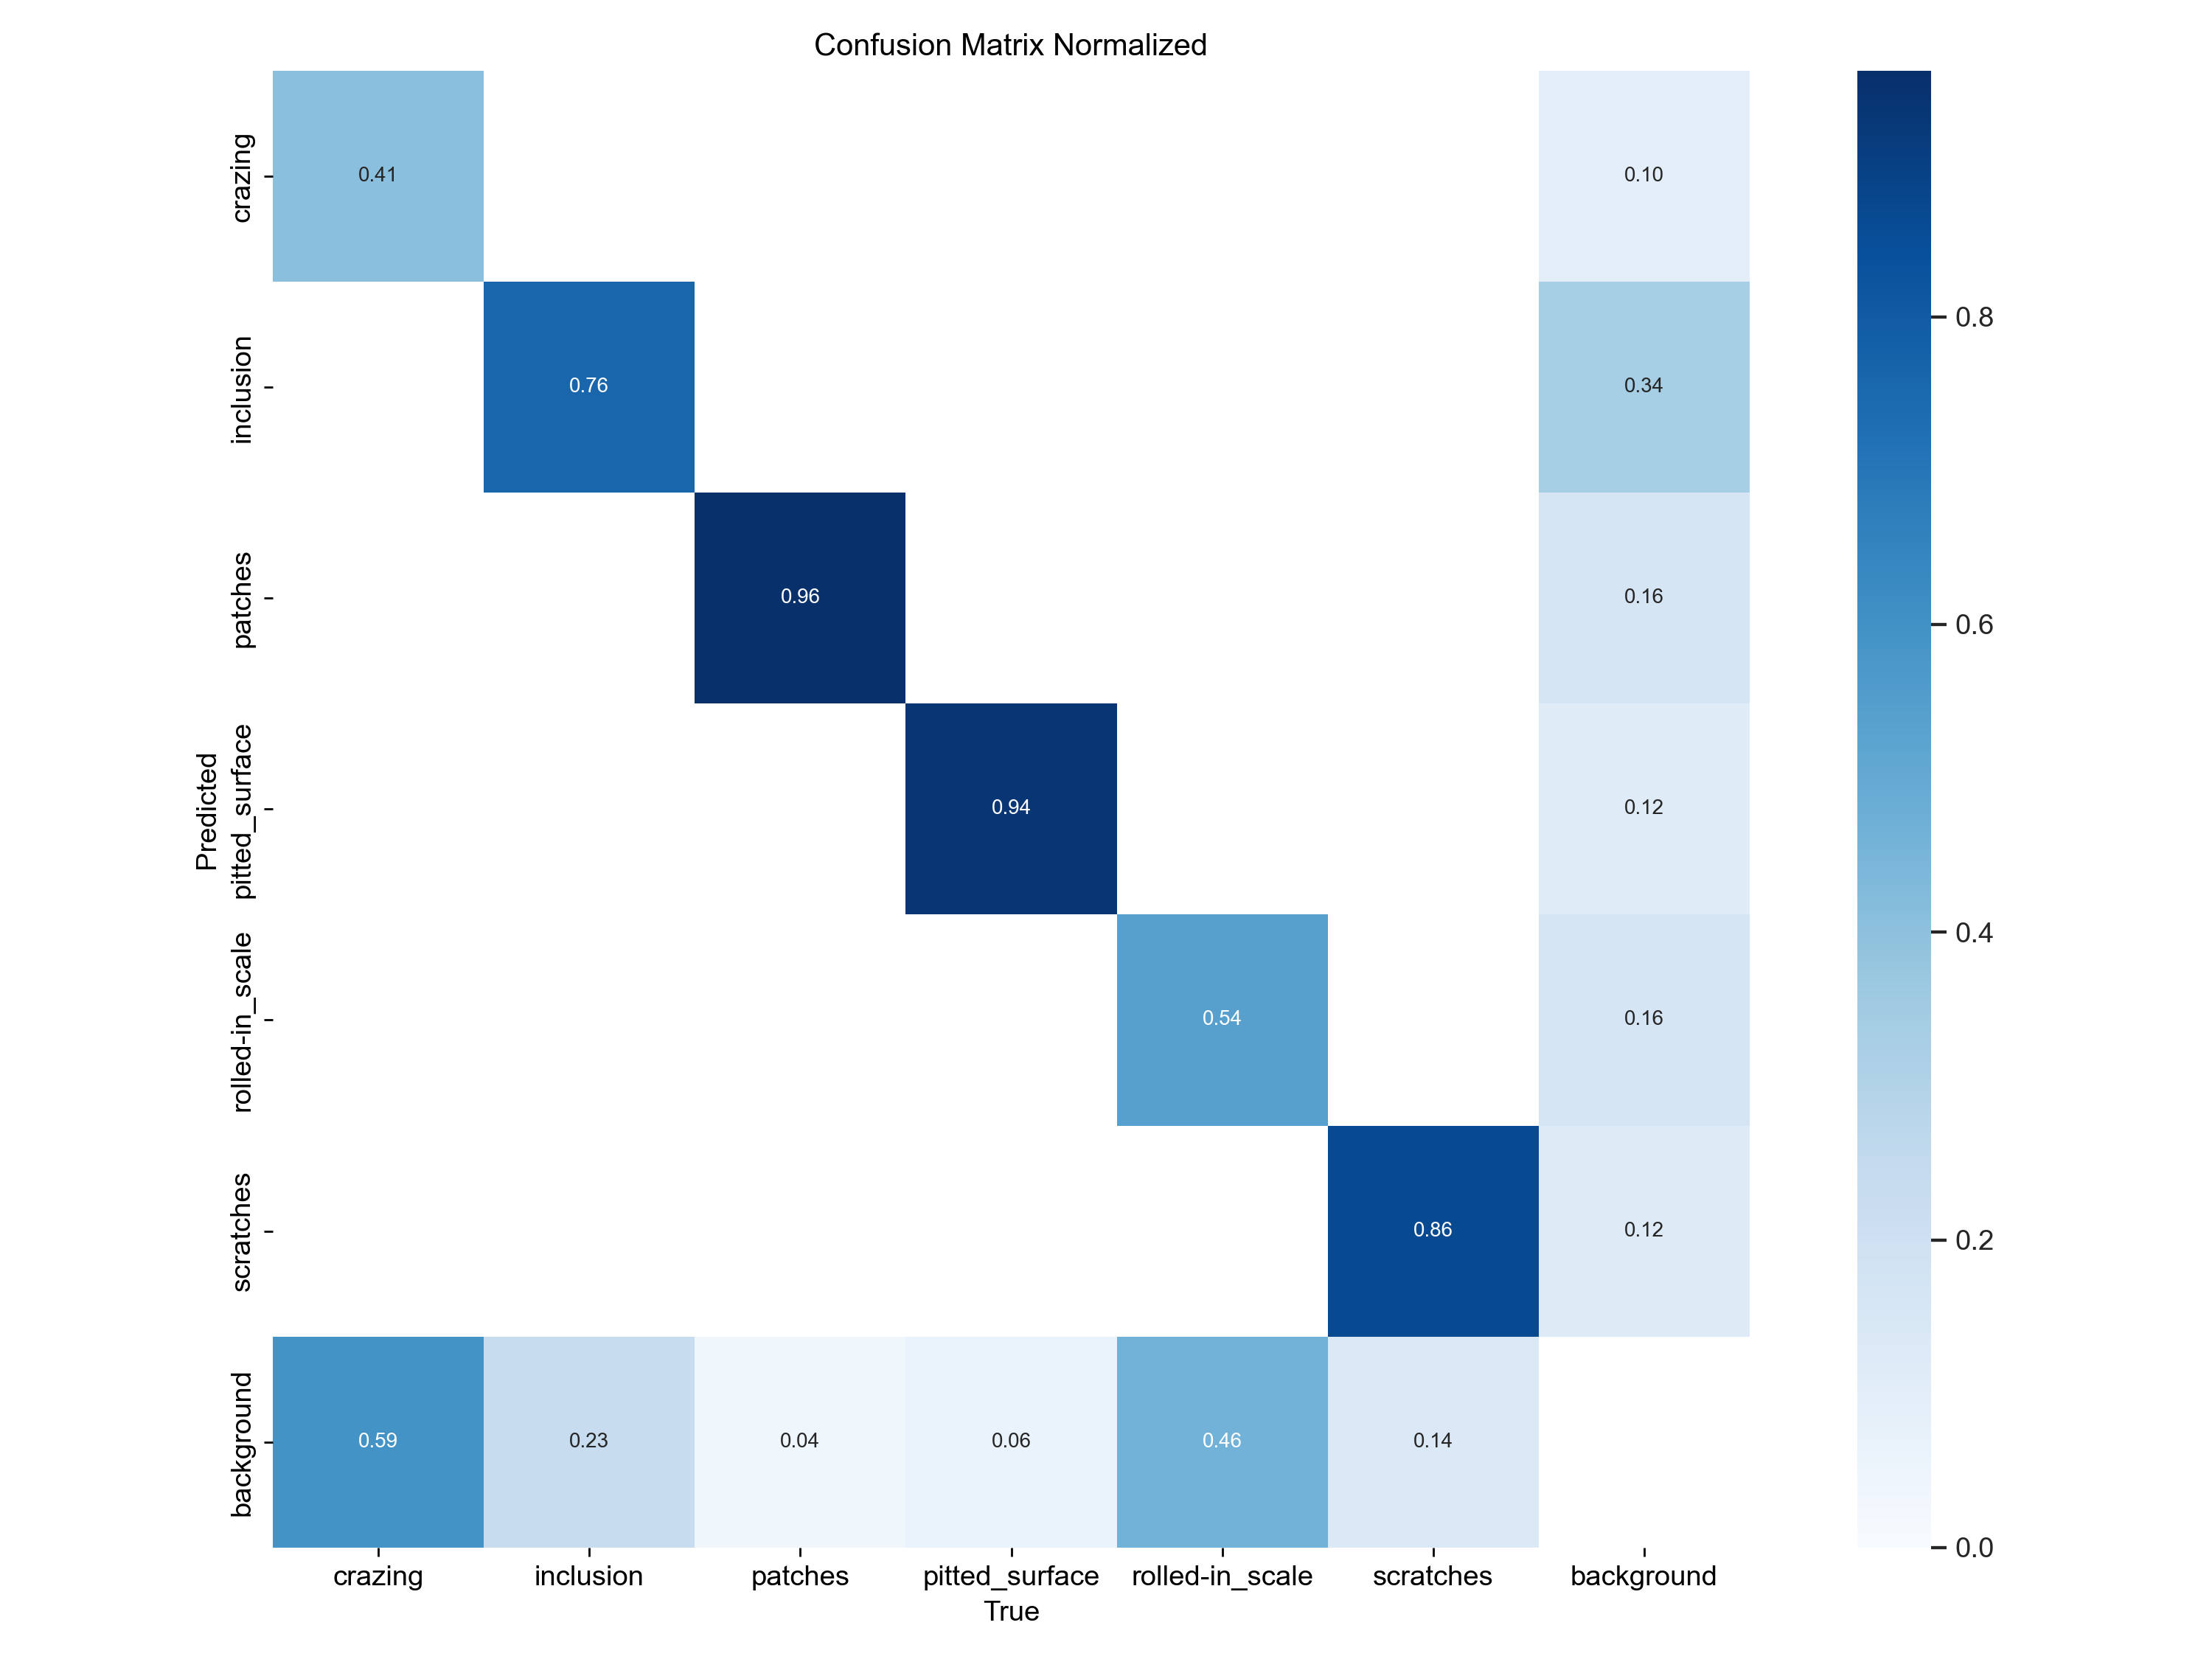 Confusion Matrix Normalized
Predicted
crazing
0.41
0.10
inclusion
0.76
0.34
patches
0.96
0.16
pitted_surface
0.94
0.12
rolled-in_scale
0.54
0.16
scratches
0.86
0.12
background
0.59 0.23 0.04 0.06 0.46 0.14
crazing inclusion patches pitted_surface rolled-in_scale scratches background
True
0.8
0.6
0.4
0.2
0.0